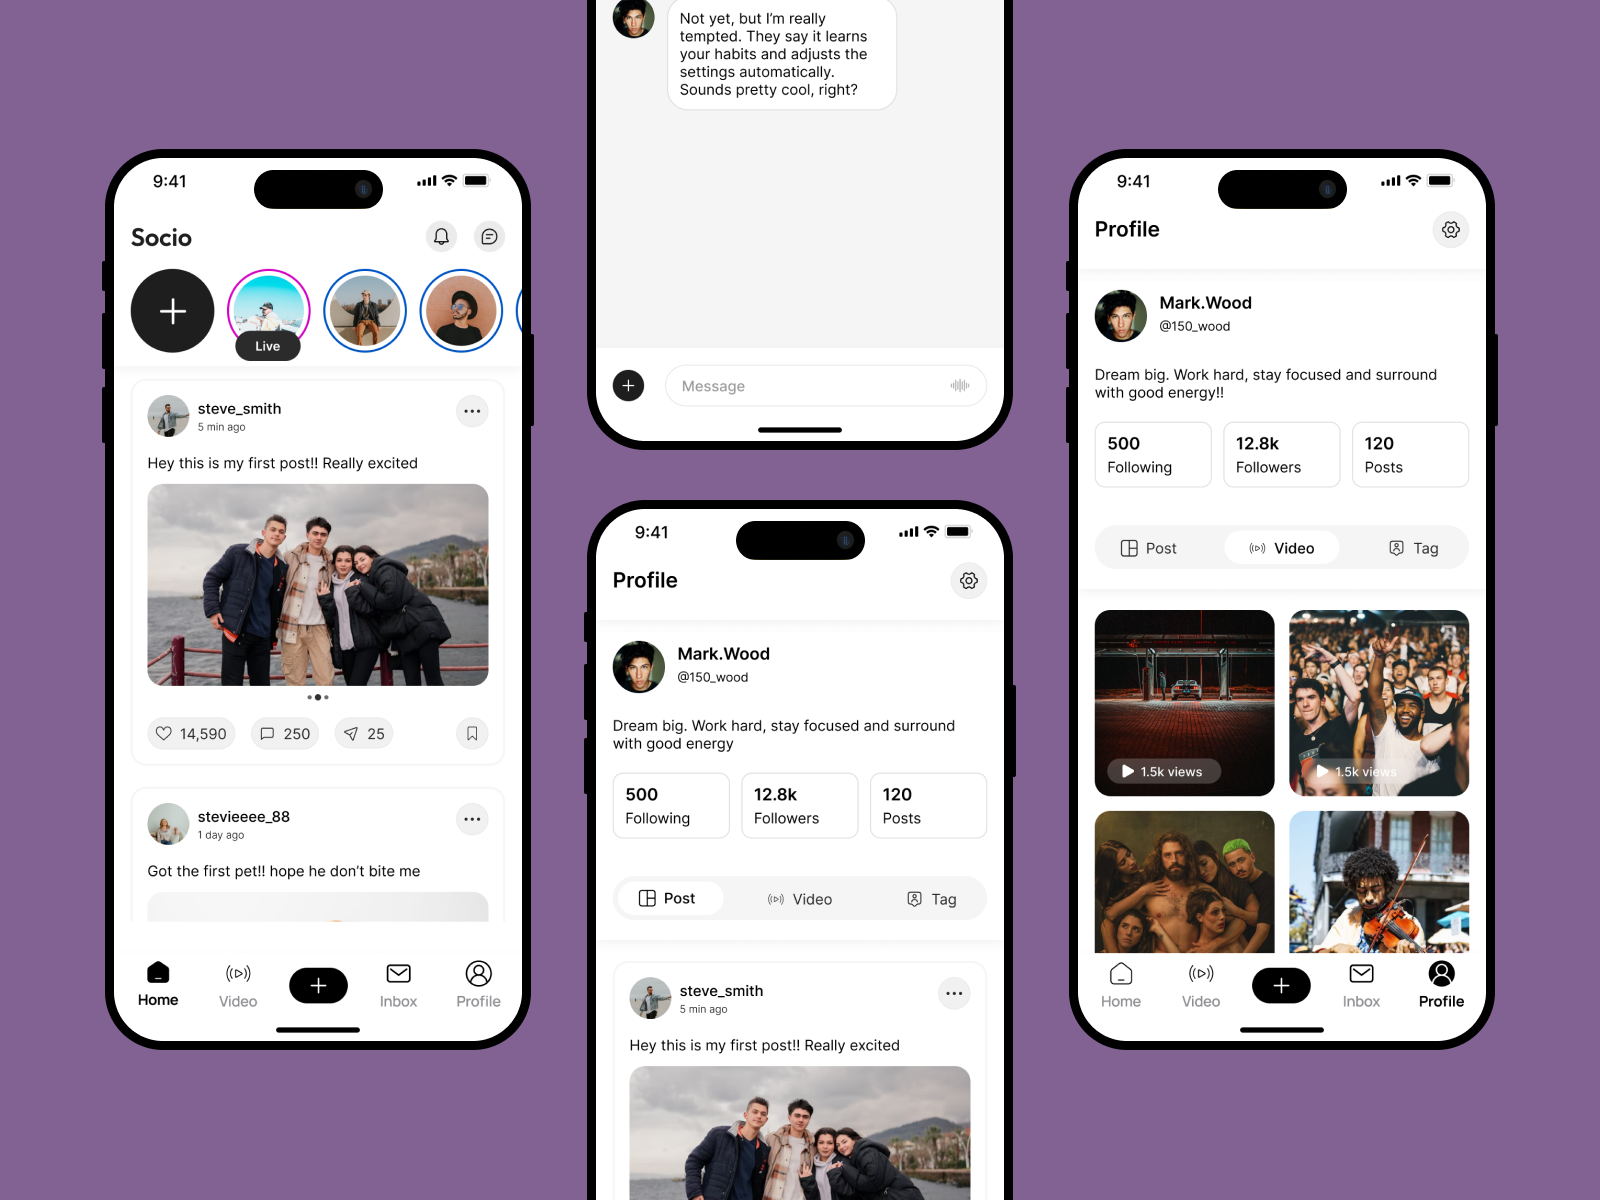 9:41
Socio
Live
steve_smith
5 min ago
Hey this is my first post!! Really excited
14,590
250
25
stevieeee_88
1 day ago
Got the first pet!! hope he don't bite me
Home
Video
Inbox
Profile
Not yet, but I'm really
tempted. They say it learns
your habits and adjusts the
settings automatically.
Sounds pretty cool, right?
Message
9:41
Profile
Mark.Wood
@150_wood
Dream big. Work hard, stay focused and surround
with good energy
500
Following
12.8k
Followers
120
Posts
Post
Video
Tag
steve_smith
5 min ago
Hey this is my first post!! Really excited
9:41
Profile
Mark.Wood
@150_wood
Dream big. Work hard, stay focused and surround
with good energy!!
500
Following
12.8k
Followers
120
Posts
Post
Video
Tag
1.5k views
1.5k views
Home
Video
Inbox
Profile